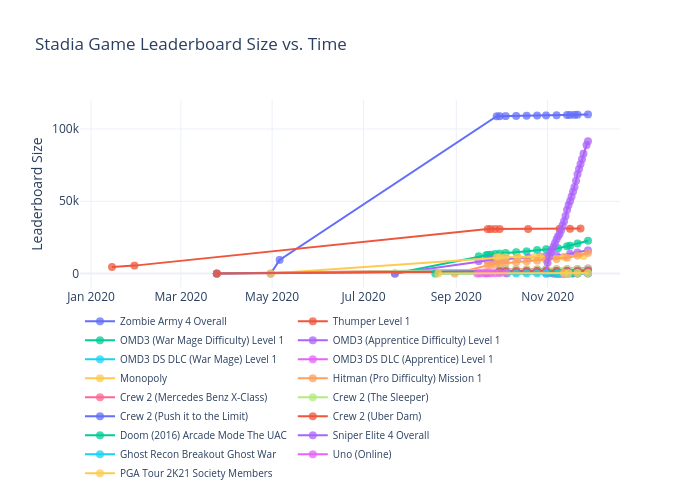 Stadia Game Leaderboard Size vs. Time
Leaderboard Size
100k
50k
0
Jan 2020 Mar 2020 May 2020 Jul 2020 Sep 2020 Nov 2020
Zombie Army 4 Overall Thumper Level 1
OMD3 (War Mage Difficulty) Level 1 OMD3 (Apprentice Difficulty) Level 1
OMD3 DS DLC (War Mage) Level 1 OMD3 DS DLC (Apprentice) Level 1
Monopoly Hitman (Pro Difficulty) Mission 1
Crew 2 (Mercedes Benz X-Class) Crew 2 (The Sleeper)
Crew 2 (Push it to the Limit) Crew 2 (Uber Dam)
Doom (2016) Arcade Mode The UAC Sniper Elite 4 Overall
Ghost Recon Breakout Ghost War Uno (Online)
PGA Tour 2K21 Society Members